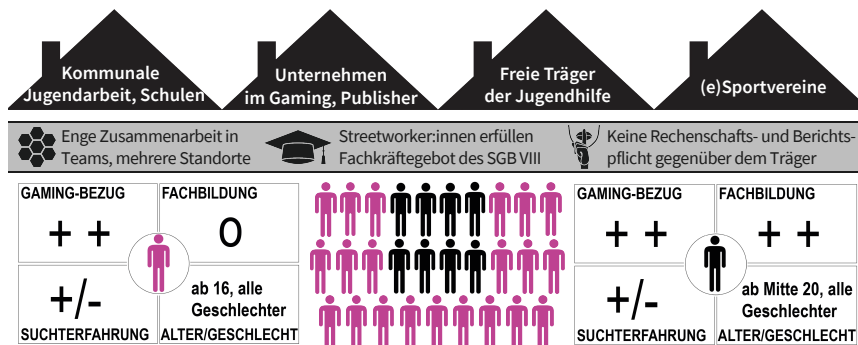 Kommunale
Jugendarbeit, Schulen
Unternehmen
im Gaming, Publisher
Freie Träger
der Jugendhilfe
(e)Sportvereine
Enge Zusammenarbeit in
Teams, mehrere Standorte
Streetworker:innen erfüllen
Fachkräftegebot des SGB VIII
Keine Rechenschafts- und Berichts-
pflicht gegenüber dem Träger
GAMING-BEZUG
+ +
FACHBILDUNG
0
+/-
SUCHTERFAHRUNG
ab 16, alle
Geschlechter
ALTER/GESCHLECHT
GAMING-BEZUG
+ +
FACHBILDUNG
+ +
+/-
SUCHTERFAHRUNG
ab Mitte 20, alle
Geschlechter
ALTER/GESCHLECHT